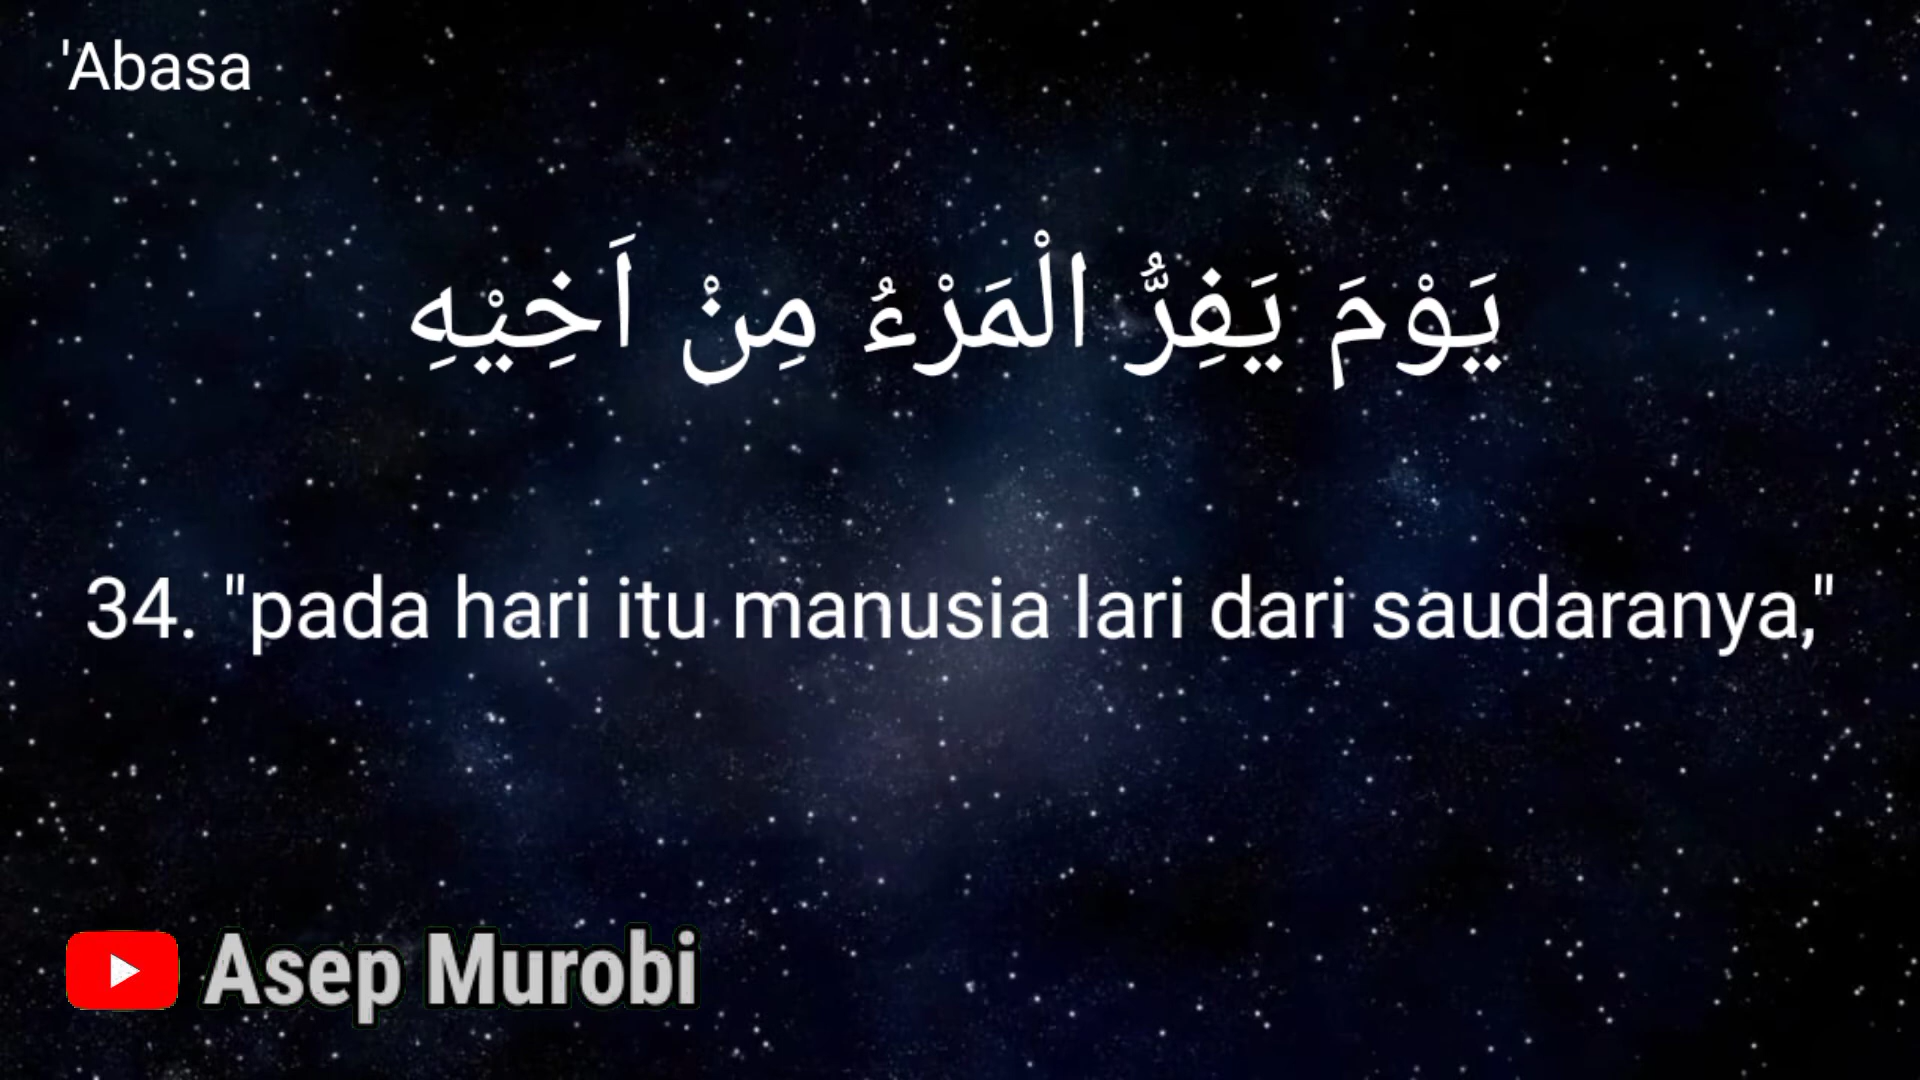 'Abasa
يَوْمَ يَفِرُّ الْمَرْءُ مِنْ اَخِيْهِ
34. "pada hari itu manusia lari dari saudaranya,"
Asep Murobi